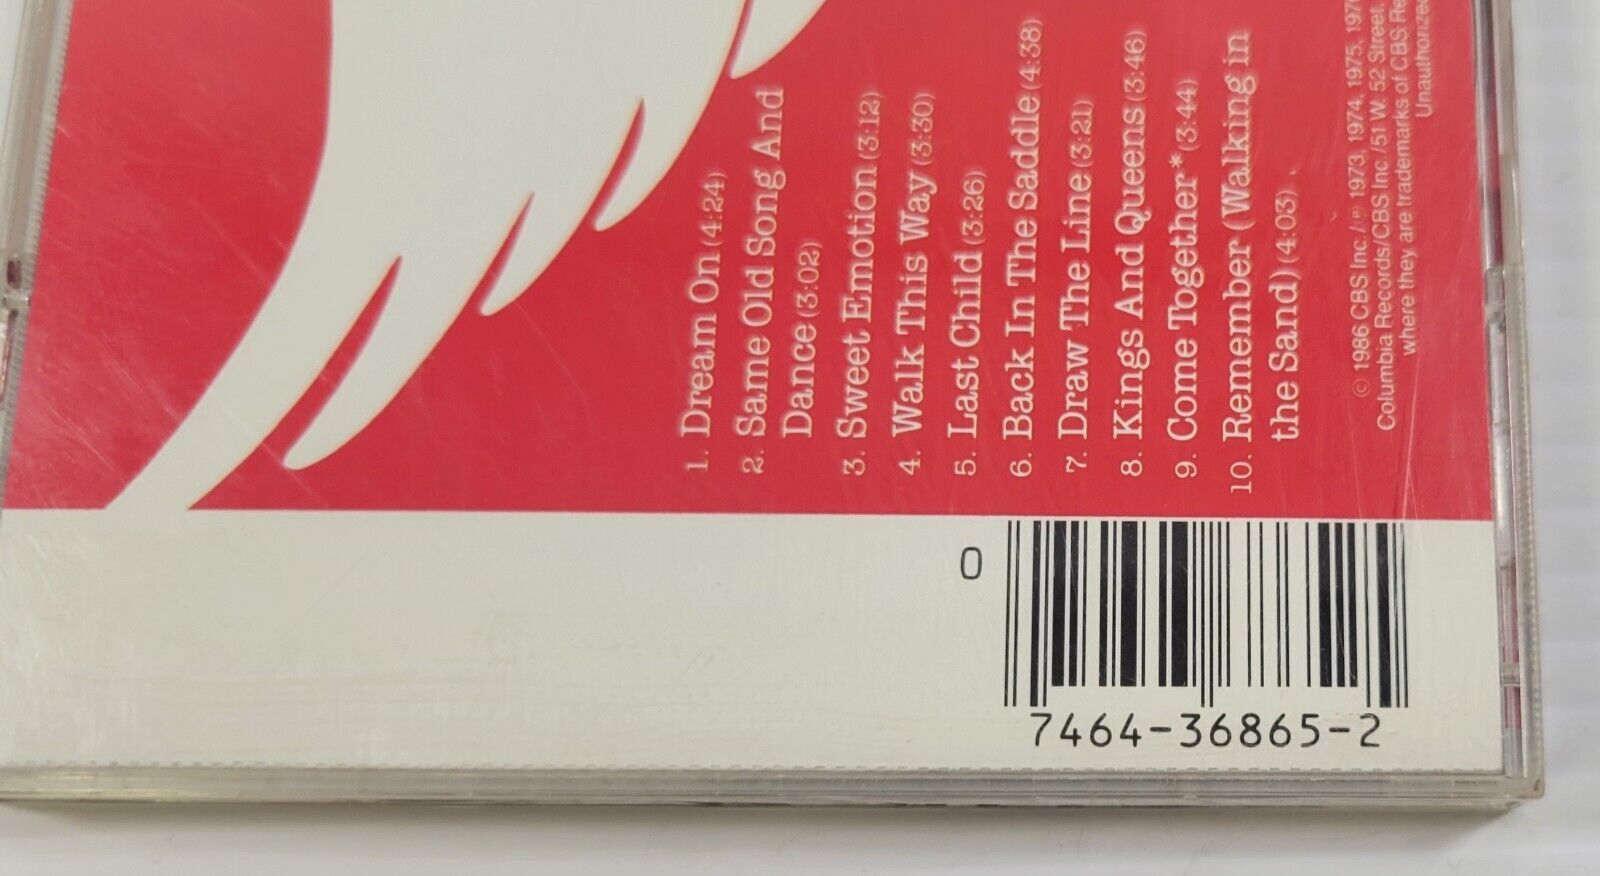 1. Dream On (4:24)
2. Same Old Song And
Dance (3:02)
3. Sweet Emotion (3:12)
4. Walk This Way (3:30)
5. Last Child (3:26)
6. Back In The Saddle (4:38)
7. Draw The Line (3:21)
8. Kings And Queens (3:46)
9. Come Together* (3:44)
10. Remember (Walking in
the Sand) (4:03)
© 1986 CBS Inc./ ℗ 1973, 1974, 1975,
Columbia Records/CBS Inc./51 W. 52 Street,
where they are trademarks of CBS
Unauthorized
0
7464-36865-2